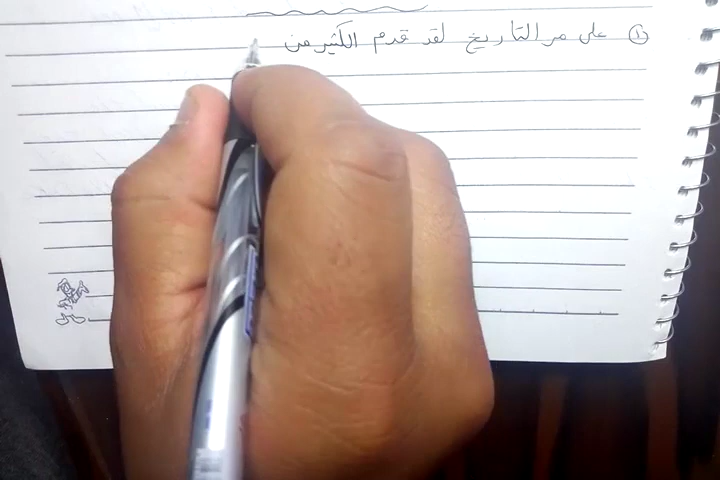 ١ على مر التاريخ لقد قدم الكثير من